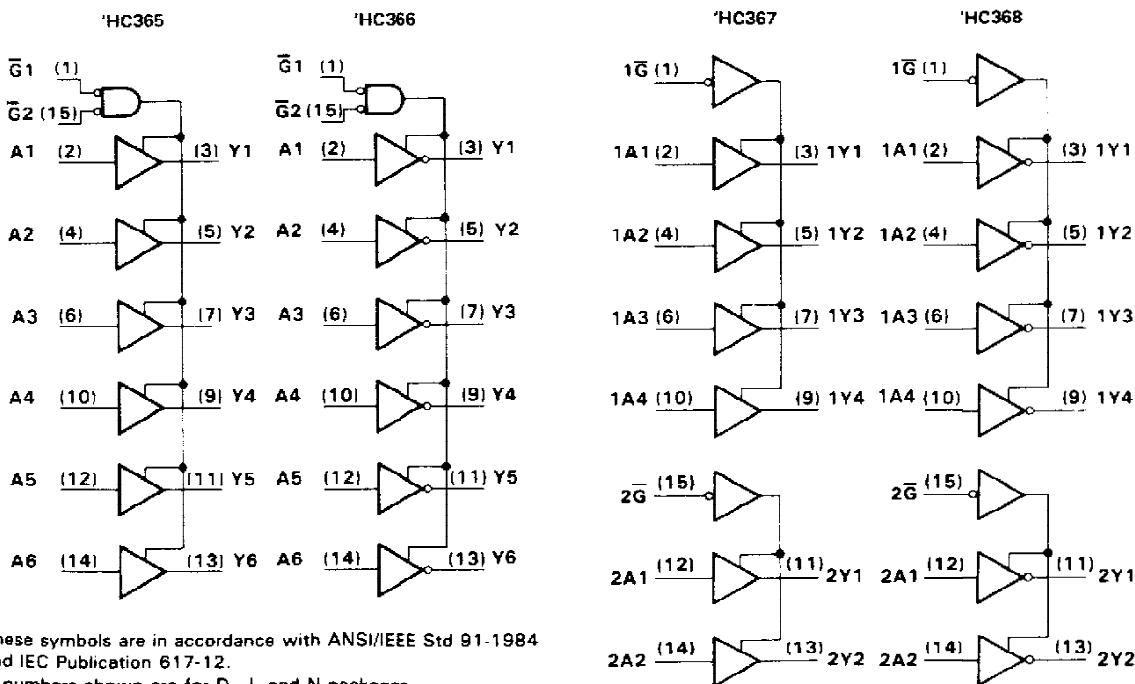 'HC365
G̅1 (1)
G̅2 (15)
A1 (2) (3) Y1
A2 (4) (5) Y2
A3 (6) (7) Y3
A4 (10) (9) Y4
A5 (12) (11) Y5
A6 (14) (13) Y6
'HC366
G̅1 (1)
G̅2 (15)
A1 (2) (3) Y1
A2 (4) (5) Y2
A3 (6) (7) Y3
A4 (10) (9) Y4
A5 (12) (11) Y5
A6 (14) (13) Y6
'HC367
1G̅ (1)
1A1 (2) (3) 1Y1
1A2 (4) (5) 1Y2
1A3 (6) (7) 1Y3
1A4 (10) (9) 1Y4
2G̅ (15)
2A1 (12) (11) 2Y1
2A2 (14) (13) 2Y2
'HC368
1G̅ (1)
1A1 (2) (3) 1Y1
1A2 (4) (5) 1Y2
1A3 (6) (7) 1Y3
1A4 (10) (9) 1Y4
2G̅ (15)
2A1 (12) (11) 2Y1
2A2 (14) (13) 2Y2
hese symbols are in accordance with ANSI/IEEE Std 91-1984
d IEC Publication 617-12.
numbers shown are for D, J, and N packages